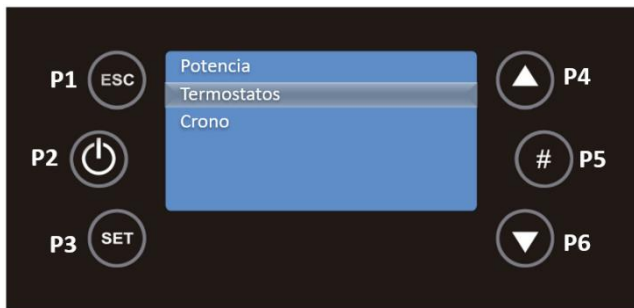 P1 ESC
Potencia
P4
Termostatos
Crono
P2
# P5
P3 SET
P6